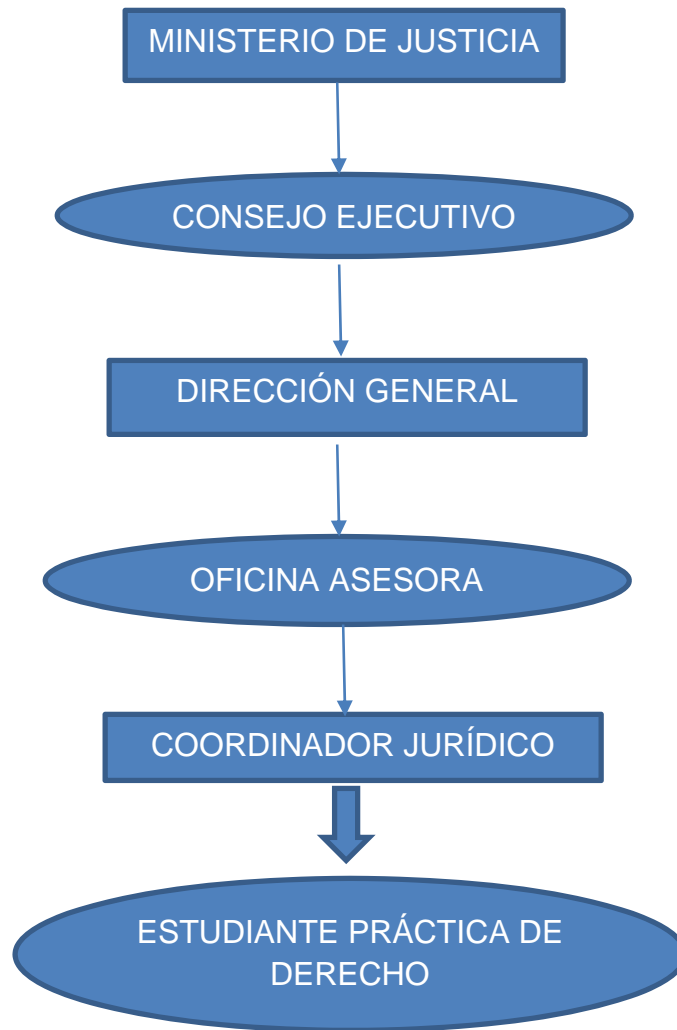 MINISTERIO DE JUSTICIA
CONSEJO EJECUTIVO
DIRECCIÓN GENERAL
OFICINA ASESORA
COORDINADOR JURÍDICO
ESTUDIANTE PRÁCTICA DE
DERECHO